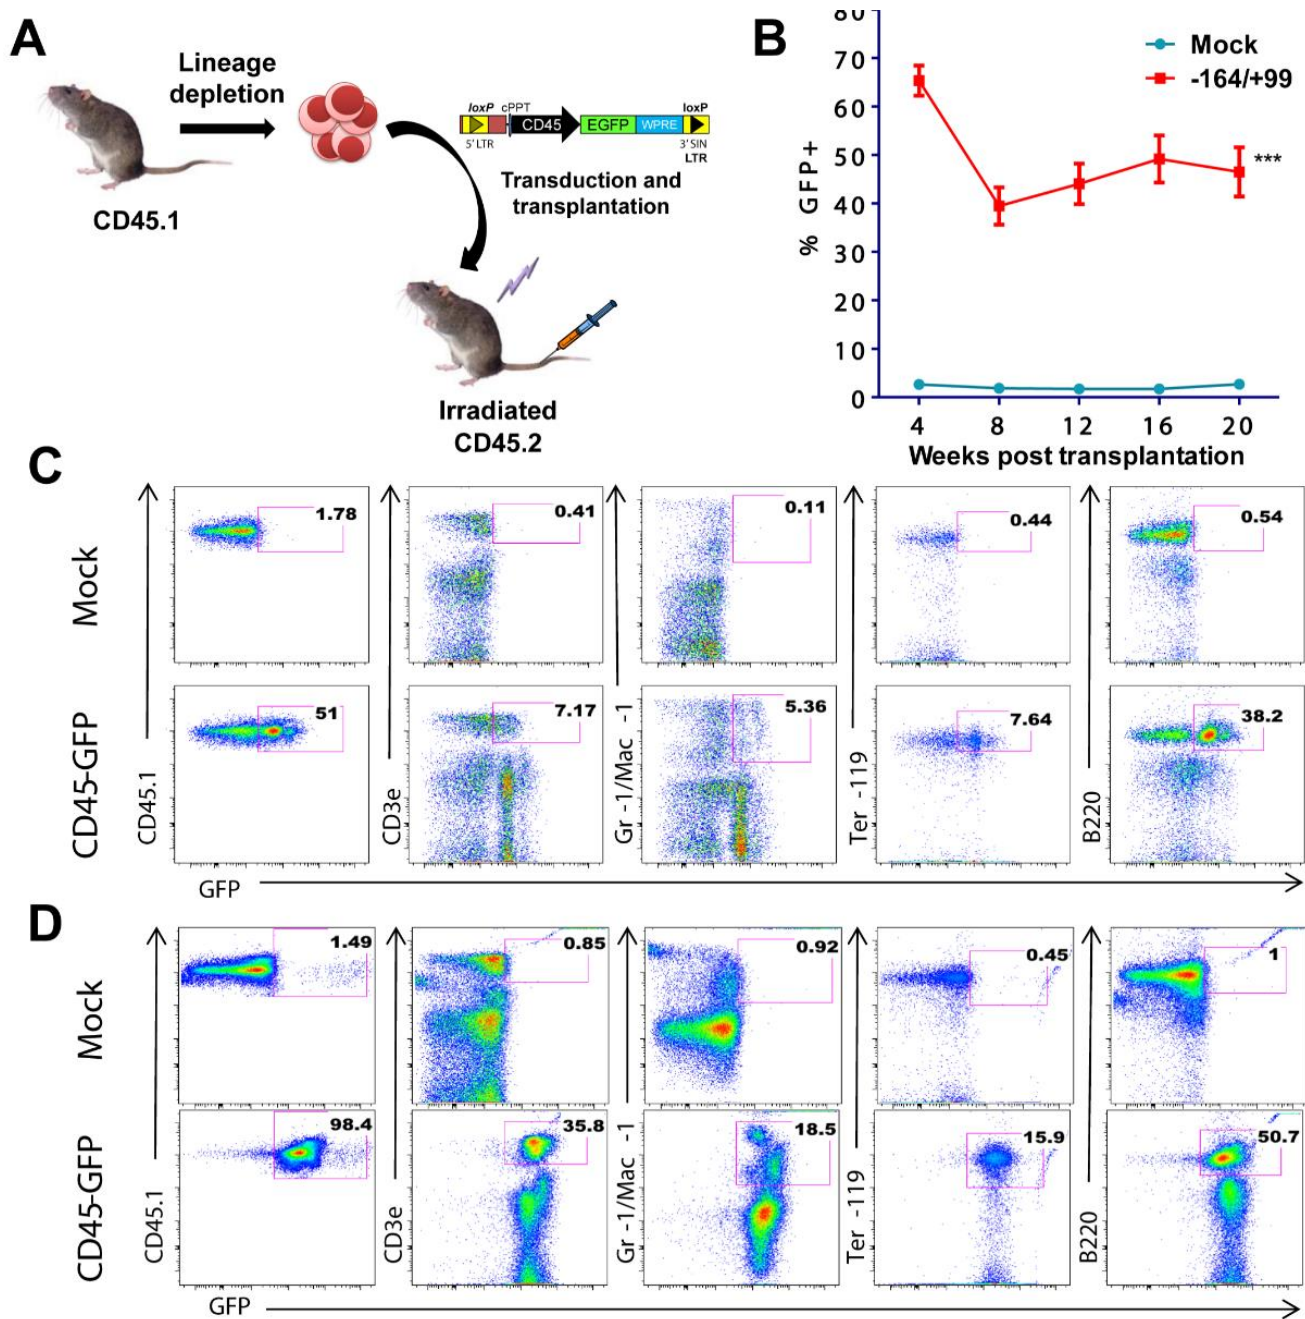 A
Lineage
depletion
CD45.1
loxP
cPPT
loxP
CD45
EGFP
WPRE
5' LTR
3' SIN
LTR
Transduction and
transplantation
Irradiated
CD45.2
B
80
70
60
50
40
30
20
10
0
% GFP+
Mock
-164/+99
***
4 8 12 16 20
Weeks post transplantation
C
Mock
1.78
0.41
0.11
0.44
0.54
CD45-GFP
51
7.17
5.36
7.64
38.2
CD45.1
CD3e
Gr -1/Mac -1
Ter -119
B220
GFP
D
Mock
1.49
0.85
0.92
0.45
1
CD45-GFP
98.4
35.8
18.5
15.9
50.7
CD45.1
CD3e
Gr -1/Mac -1
Ter -119
B220
GFP